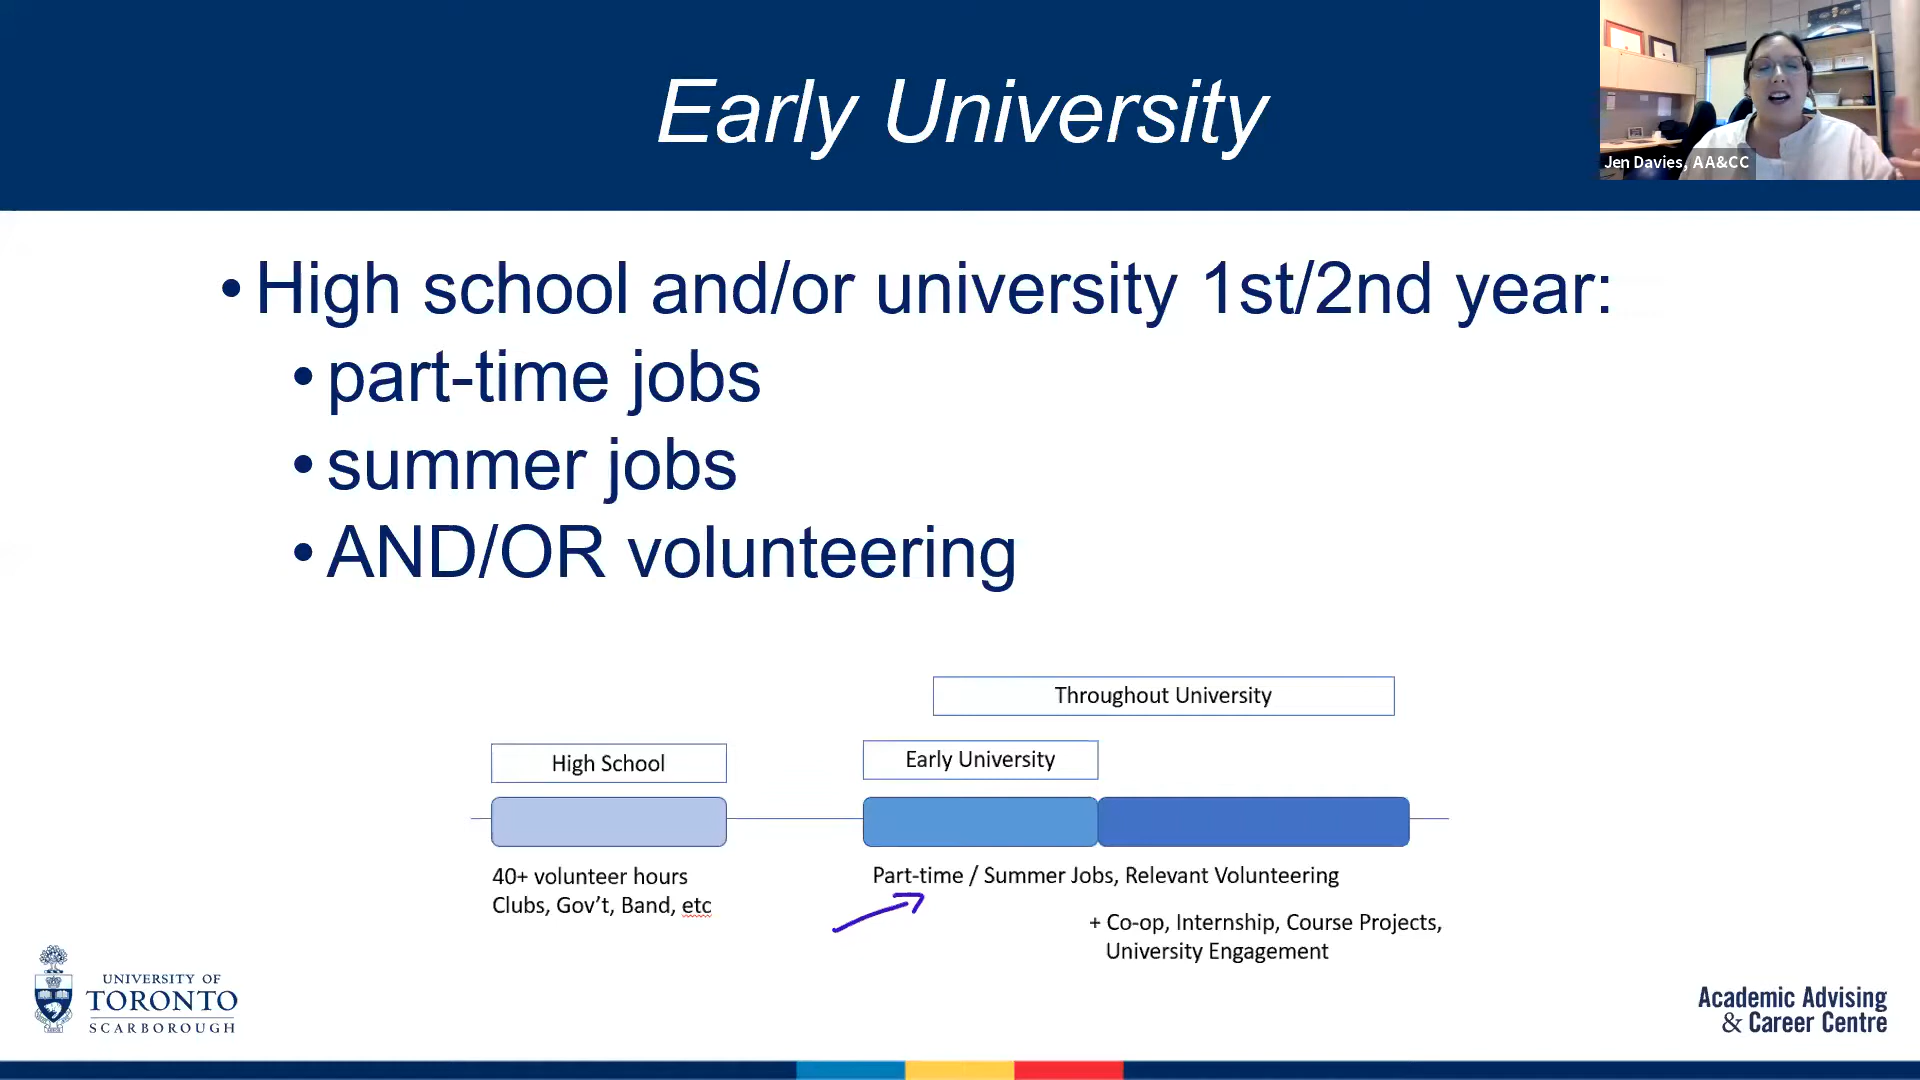 Early University
Jen Davies, AA&CC
•High school and/or university 1st/2nd year:
•part-time jobs
•summer jobs
•AND/OR volunteering
Throughout University
High School
Early University
40+ volunteer hours
Clubs, Gov't, Band, etc
Part-time / Summer Jobs, Relevant Volunteering
+ Co-op, Internship, Course Projects,
University Engagement
UNIVERSITY OF
TORONTO
SCARBOROUGH
Academic Advising
& Career Centre